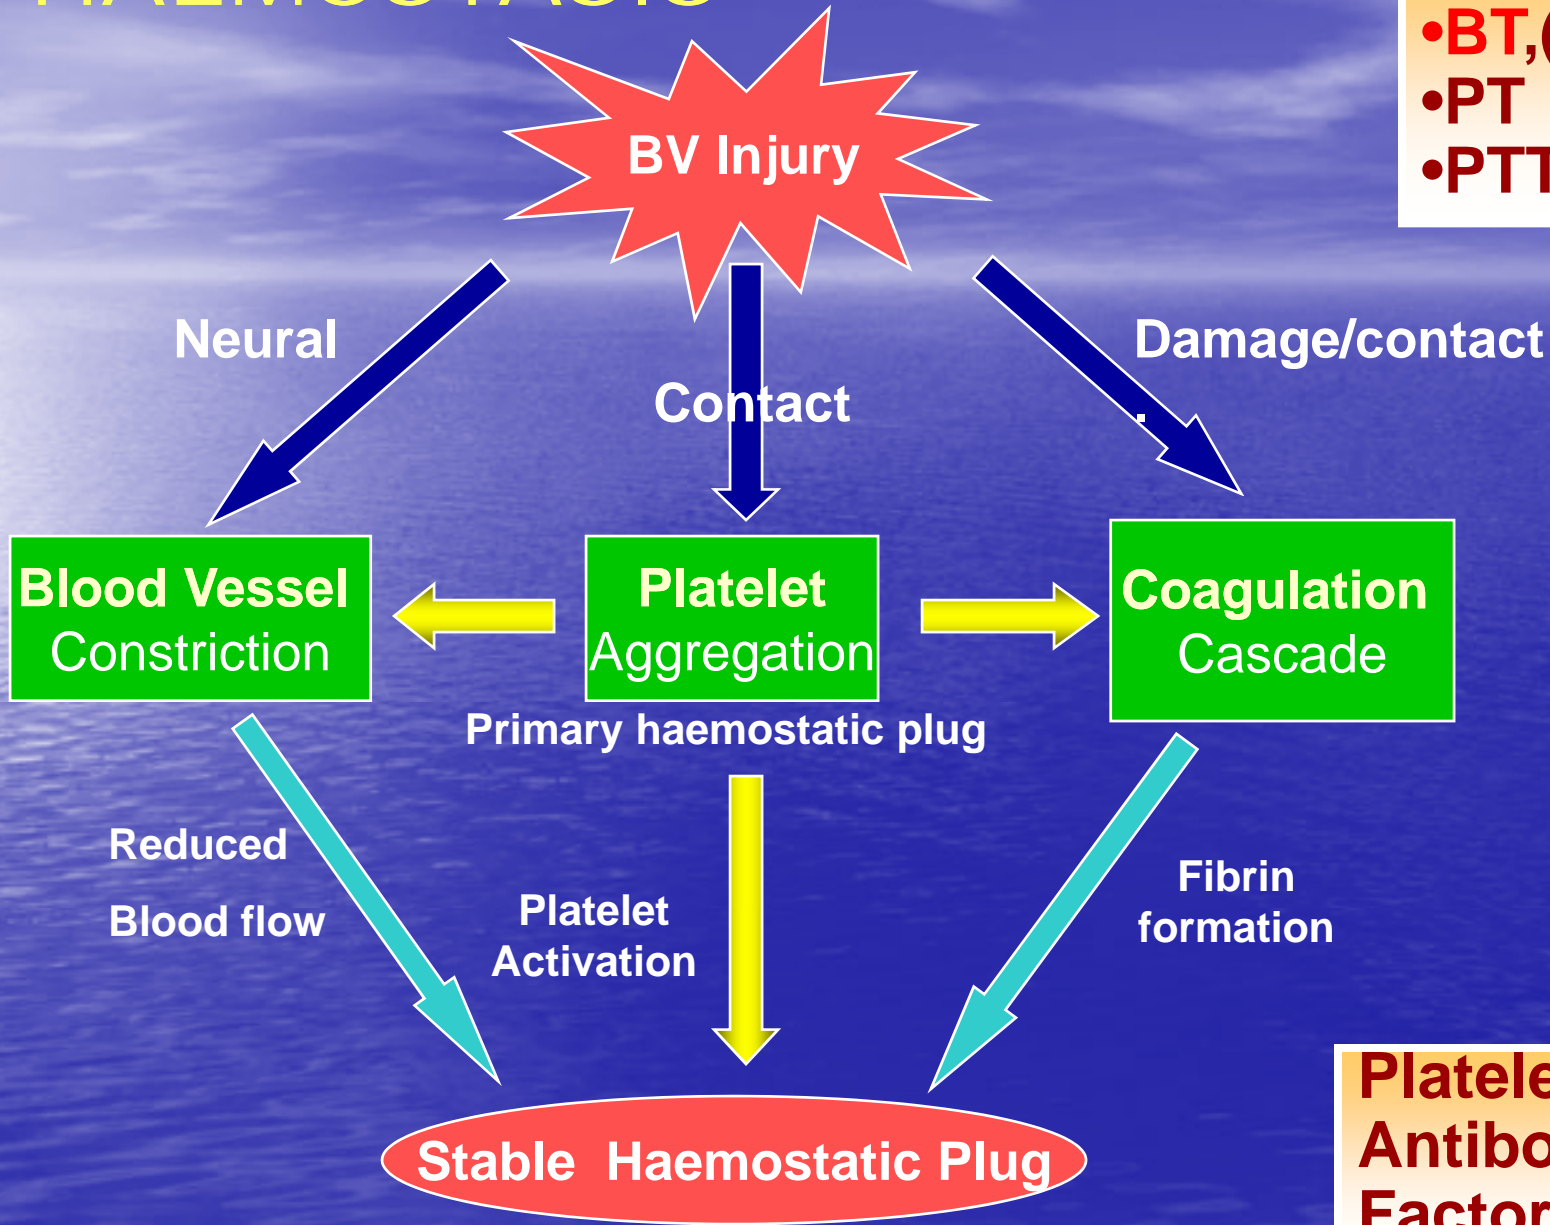 HAEMOSTASIS
•BT,(
•PT
•PTT
BV Injury
Neural
Damage/contact
Contact
.
Blood Vessel
Constriction
Platelet
Aggregation
Coagulation
Cascade
Primary haemostatic plug
Reduced
Blood flow
Platelet
Activation
Fibrin
formation
Stable Haemostatic Plug